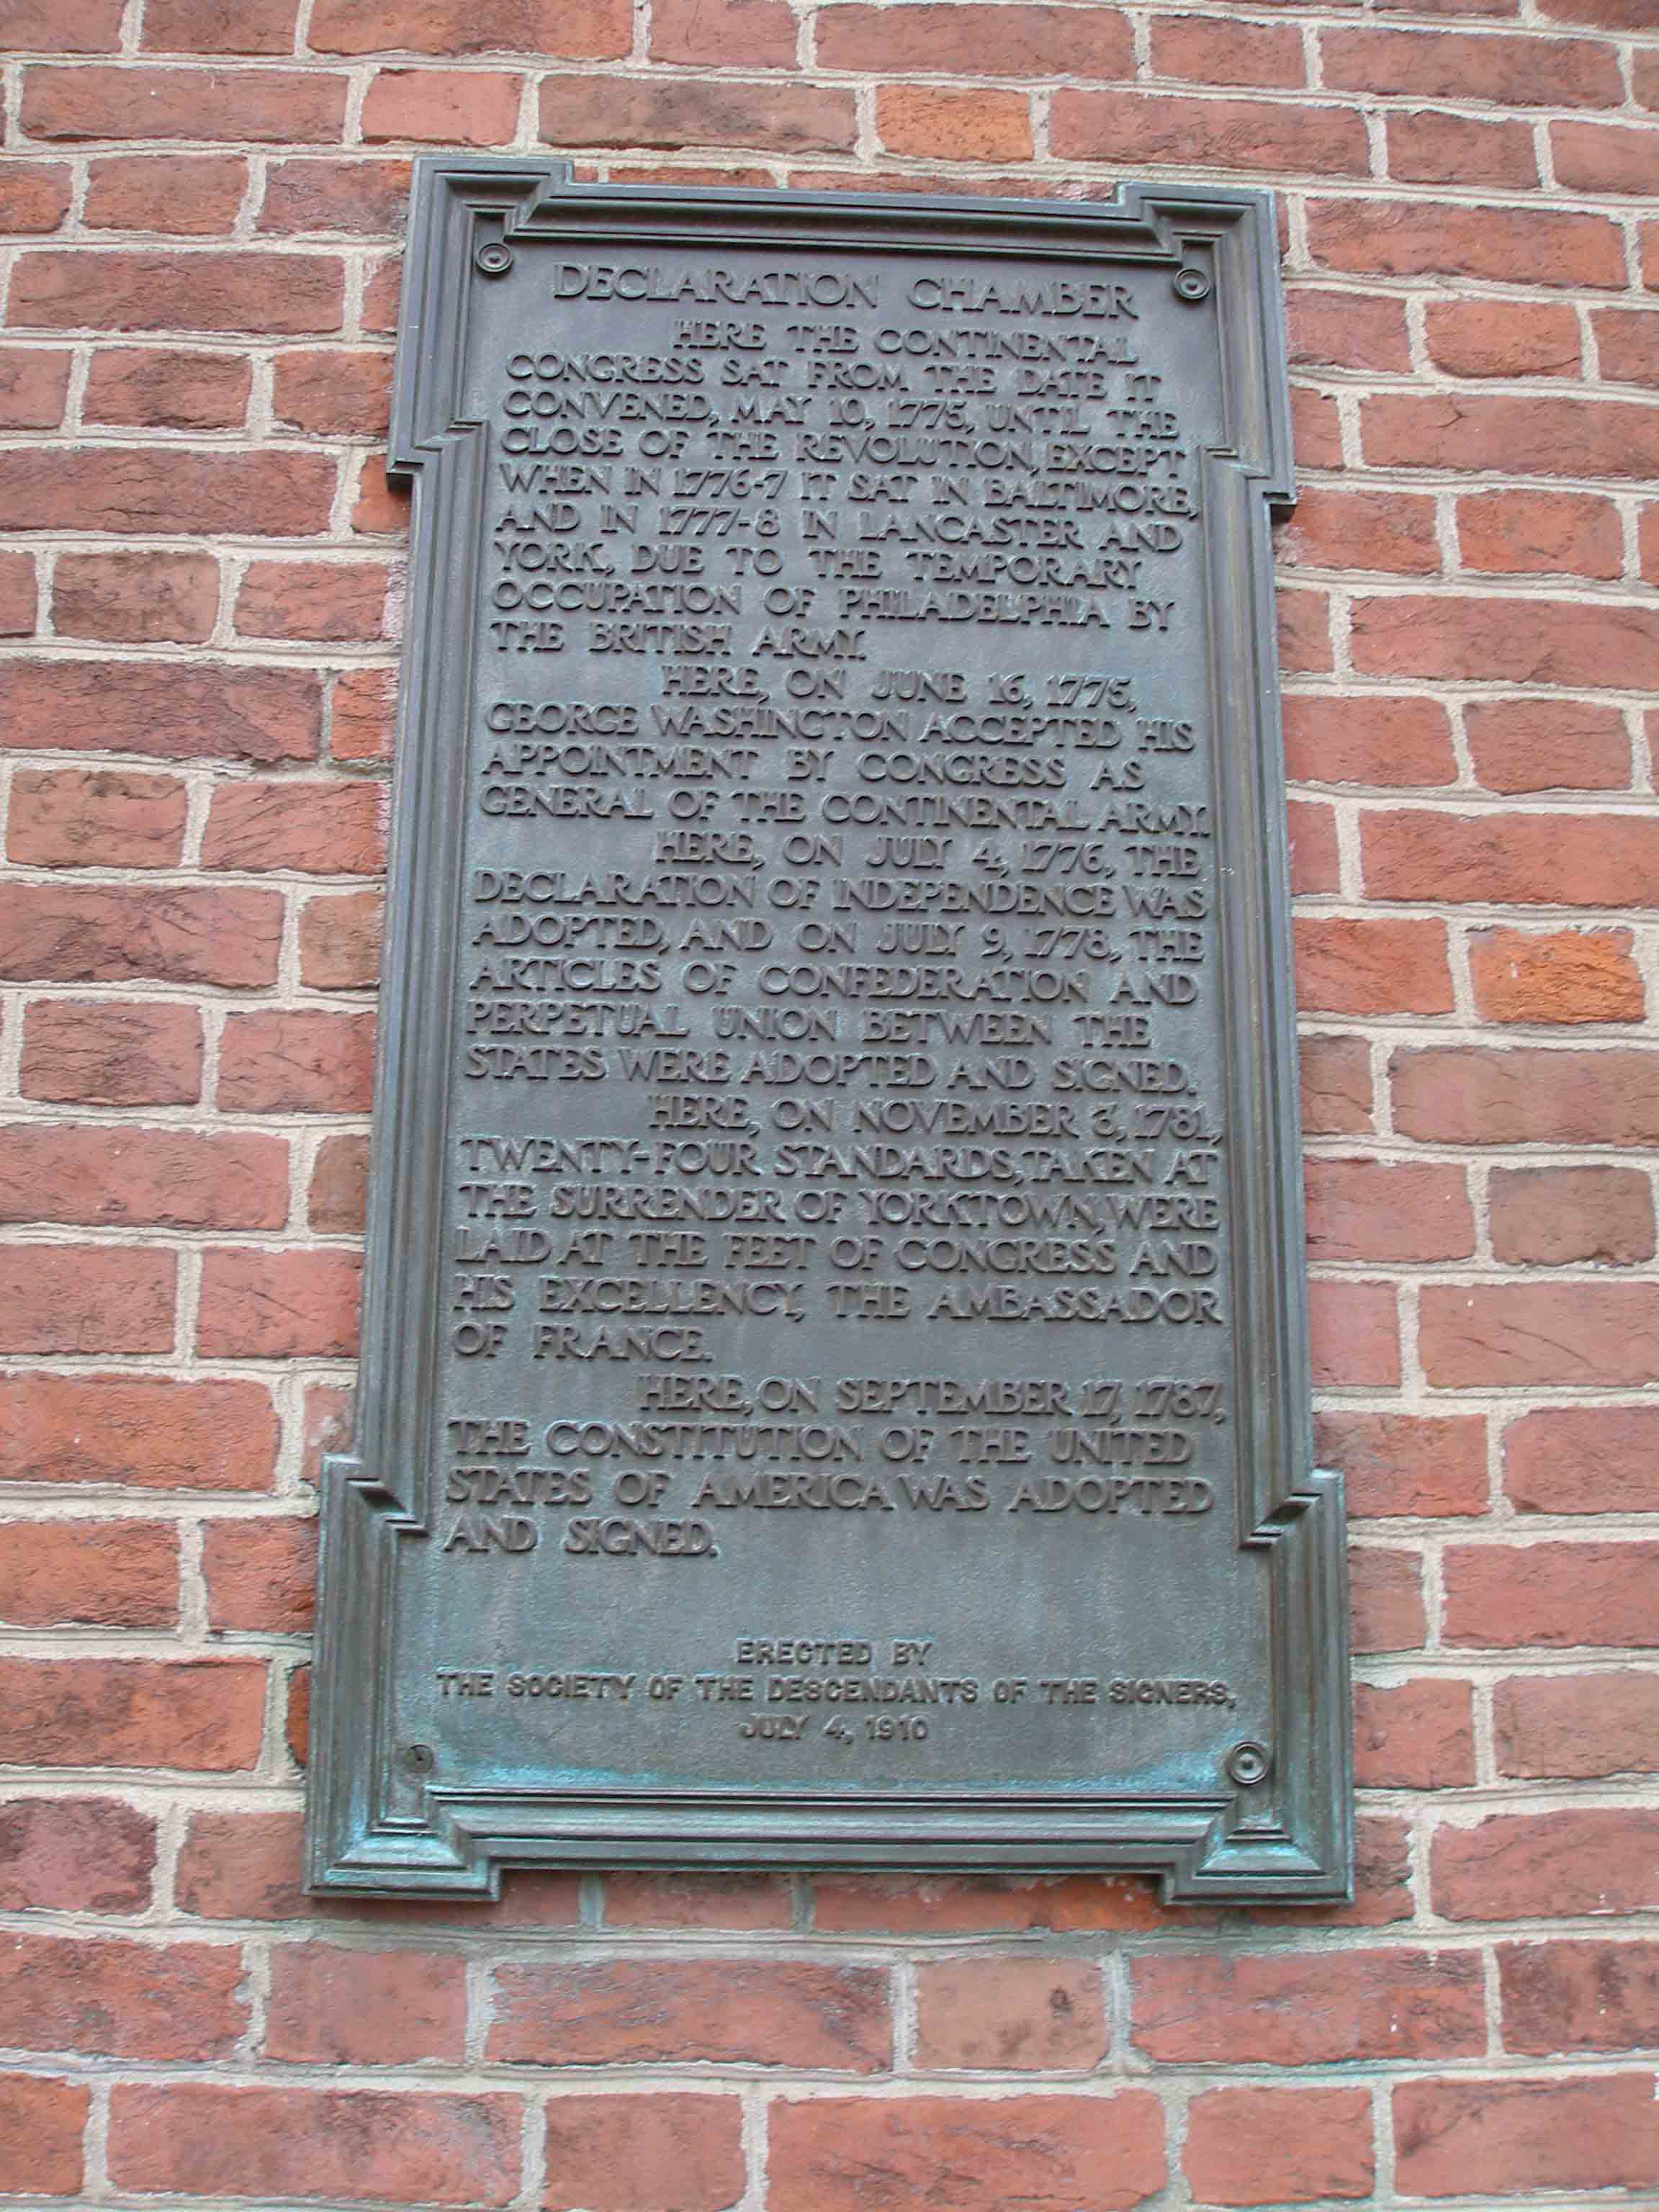 DECLARATION CHAMBER
HERE THE CONTINENTAL
CONGRESS SAT FROM THE DATE IT
CONVENED, MAY 10, 1775, UNTIL THE
CLOSE OF THE REVOLUTION, EXCEPT
WHEN IN 1776-7 IT SAT IN BALTIMORE,
AND IN 1777-8 IN LANCASTER AND
YORK, DUE TO THE TEMPORARY
OCCUPATION OF PHILADELPHIA BY
THE BRITISH ARMY.
HERE, ON JUNE 16, 1775,
GEORGE WASHINGTON ACCEPTED HIS
APPOINTMENT BY CONGRESS AS
GENERAL OF THE CONTINENTAL ARMY.
HERE, ON JULY 4, 1776, THE
DECLARATION OF INDEPENDENCE WAS
ADOPTED, AND ON JULY 9, 1778, THE
ARTICLES OF CONFEDERATION AND
PERPETUAL UNION BETWEEN THE
STATES WERE ADOPTED AND SIGNED.
HERE, ON NOVEMBER 3, 1781,
TWENTY-FOUR STANDARDS, TAKEN AT
THE SURRENDER OF YORKTOWN, WERE
LAID AT THE FEET OF CONGRESS AND
HIS EXCELLENCY, THE AMBASSADOR
OF FRANCE.
HERE, ON SEPTEMBER 17, 1787,
THE CONSTITUTION OF THE UNITED
STATES OF AMERICA WAS ADOPTED
AND SIGNED.
ERECTED BY
THE SOCIETY OF THE DESCENDANTS OF THE SIGNERS,
JULY 4, 1910